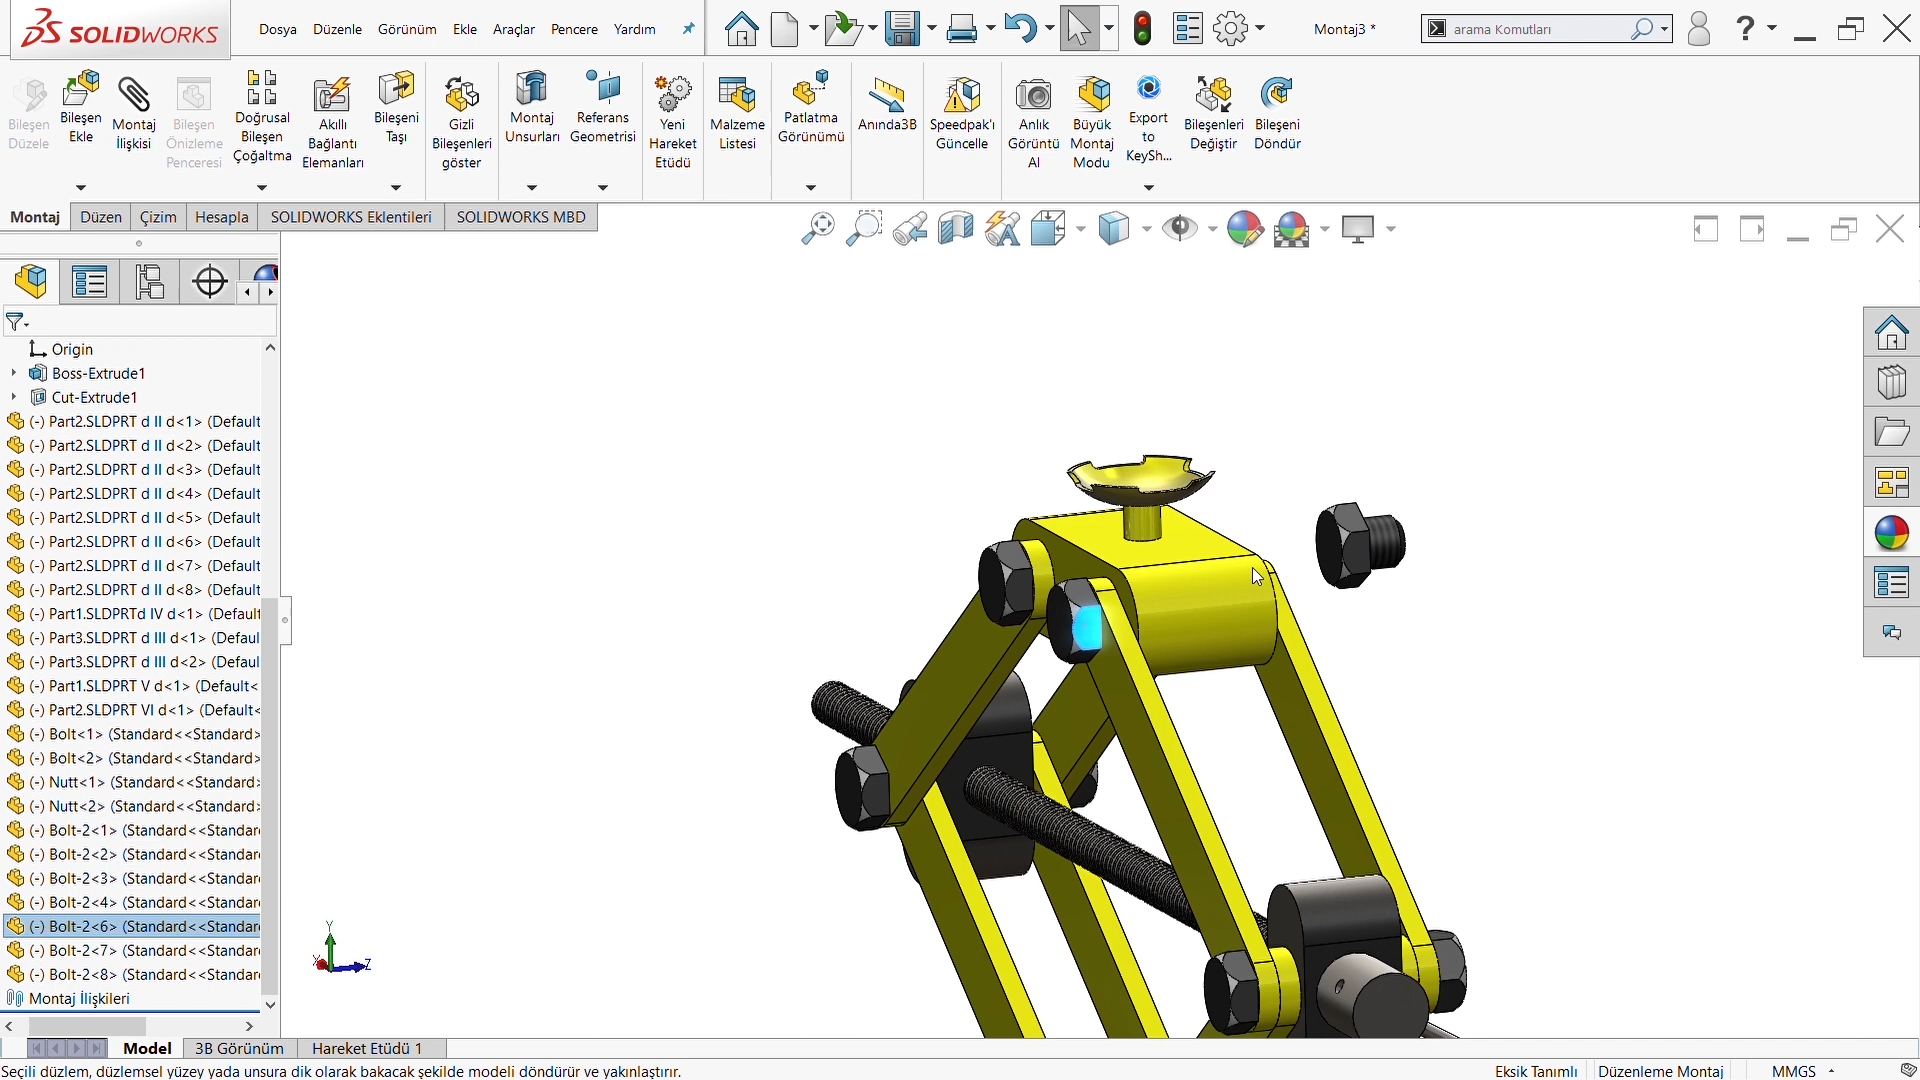 SOLIDWORKS
Dosya Düzenle Görünüm Ekle Araçlar Pencere Yardım
Montaj3 *
arama Komutları
?
Bileşen Düzele
Bileşen Ekle
Montaj İlişkisi
Bileşen Önizleme Penceresi
Doğrusal Bileşen Çoğaltma
Akıllı Bağlantı Elemanları
Bileşeni Taşı
Gizli Bileşenleri göster
Montaj Unsurları
Referans Geometrisi
Yeni Hareket Etüdü
Malzeme Listesi
Patlatma Görünümü
Anında3B
Speedpak'ı Güncelle
Anlık Görüntü Al
Büyük Montaj Modu
Export to KeySh...
Bileşenleri Değiştir
Bileşeni Döndür
Montaj Düzen Çizim Hesapla SOLIDWORKS Eklentileri SOLIDWORKS MBD
Origin
Boss-Extrude1
Cut-Extrude1
(-) Part2.SLDPRT d II d<1> (Default
(-) Part2.SLDPRT d II d<2> (Default
(-) Part2.SLDPRT d II d<3> (Default
(-) Part2.SLDPRT d II d<4> (Default
(-) Part2.SLDPRT d II d<5> (Default
(-) Part2.SLDPRT d II d<6> (Default
(-) Part2.SLDPRT d II d<7> (Default
(-) Part2.SLDPRT d II d<8> (Default
(-) Part1.SLDPRTd IV d<1> (Default
(-) Part3.SLDPRT d III d<1> (Defaul
(-) Part3.SLDPRT d III d<2> (Defaul
(-) Part1.SLDPRT V d<1> (Default<
(-) Part2.SLDPRT VI d<1> (Default<
(-) Bolt<1> (Standard<<Standard>
(-) Bolt<2> (Standard<<Standard>
(-) Nutt<1> (Standard<<Standard>
(-) Nutt<2> (Standard<<Standard>
(-) Bolt-2<1> (Standard<<Standar
(-) Bolt-2<2> (Standard<<Standar
(-) Bolt-2<3> (Standard<<Standar
(-) Bolt-2<4> (Standard<<Standar
(-) Bolt-2<6> (Standard<<Standar
(-) Bolt-2<7> (Standard<<Standar
(-) Bolt-2<8> (Standard<<Standar
Montaj İlişkileri
Y
X
Z
Model 3B Görünüm Hareket Etüdü 1
Seçili düzlem, düzlemsel yüzey yada unsura dik olarak bakacak şekilde modeli döndürür ve yakınlaştırır.
Eksik Tanımlı Düzenleme Montaj MMGS